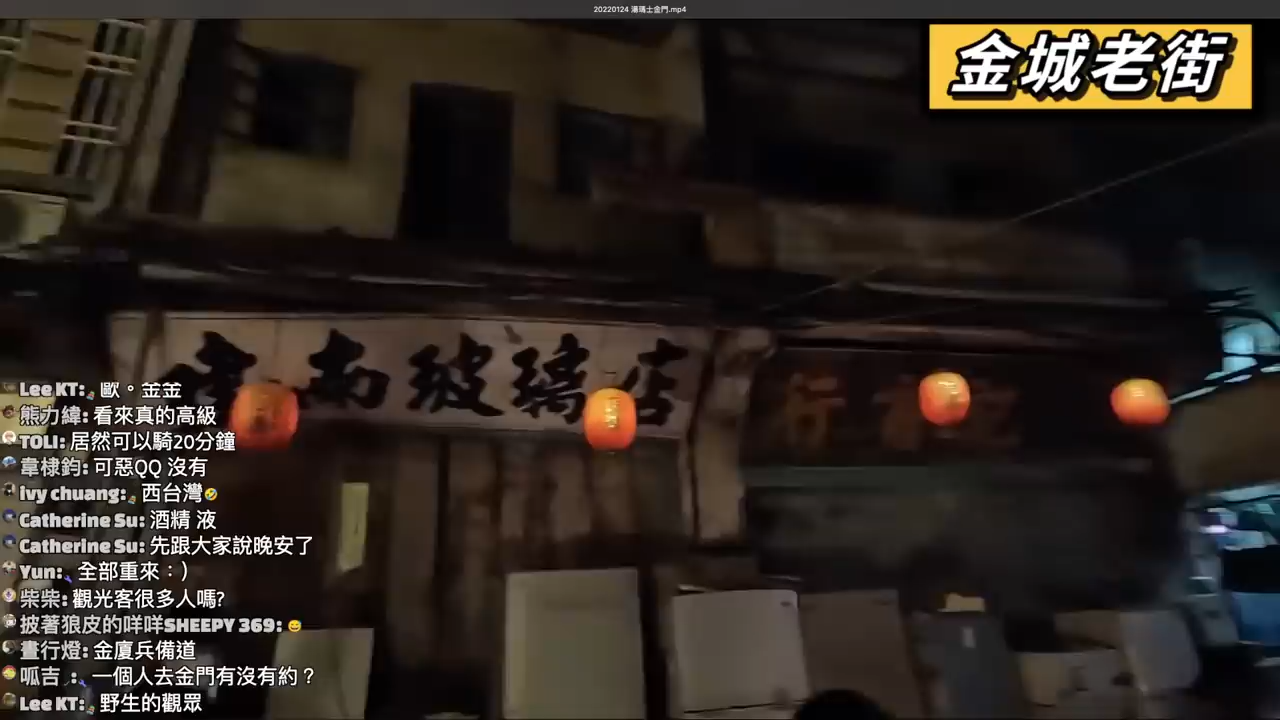 20220124 湯瑪士金門.mp4
金城老街
南玻璃店
行
Lee KT: 歐。金金
熊力緯: 看來真的高級
TOLI: 居然可以騎20分鐘
韋棣鈞: 可惡QQ 沒有
Ivy chuang: 西台灣🤣
Catherine Su: 酒精 液
Catherine Su: 先跟大家說晚安了
Yun: 全部重來：）
柴柴: 觀光客很多人嗎?
披著狼皮的咩咩SHEEPY 369: 😅
晝行燈: 金廈兵備道
呱吉 : 一個人去金門有沒有約？
Lee KT: 野生的觀眾